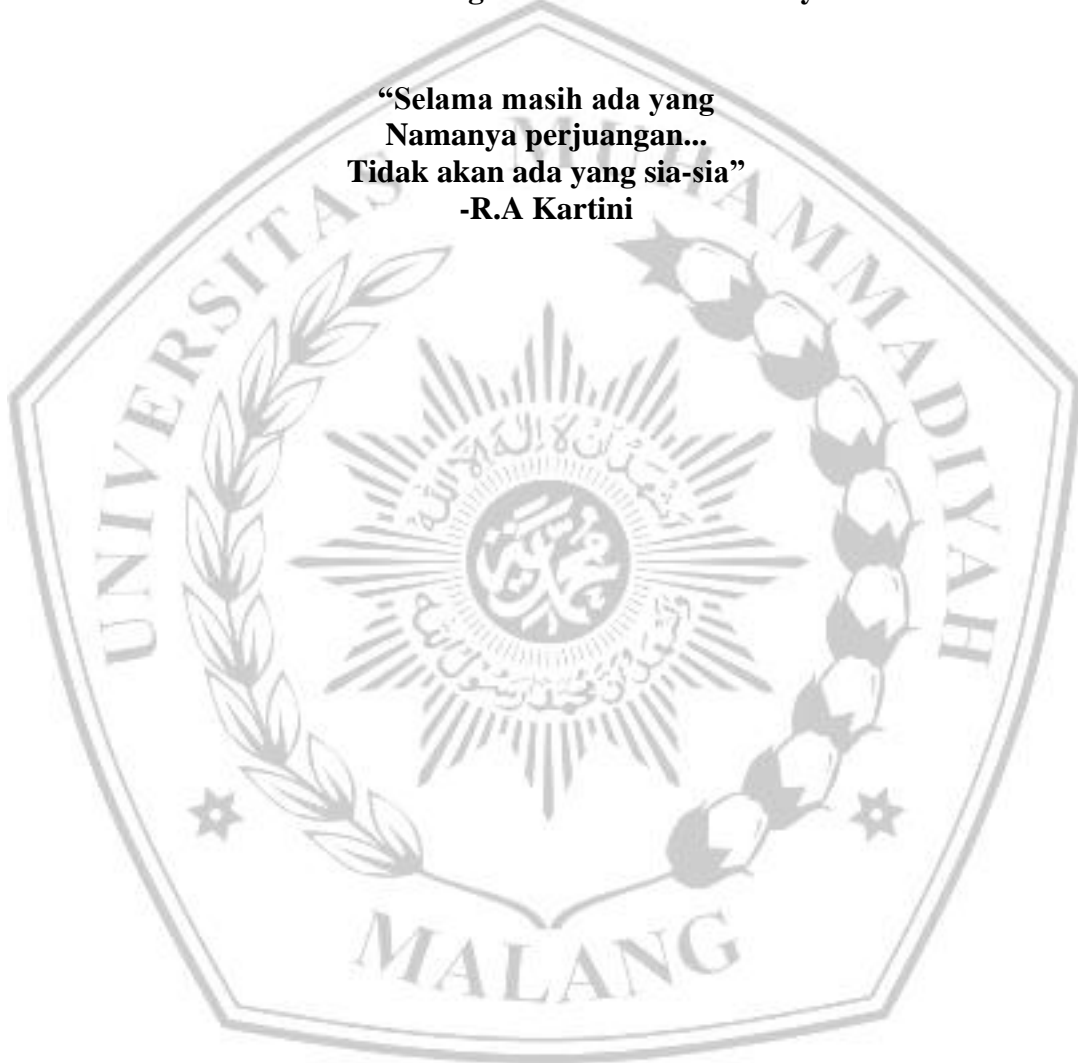 “Selama masih ada yang
Namanya perjuangan...
Tidak akan ada yang sia-sia”
-R.A Kartini
UNIVERSITAS MUHAMMADIYAH
MALANG